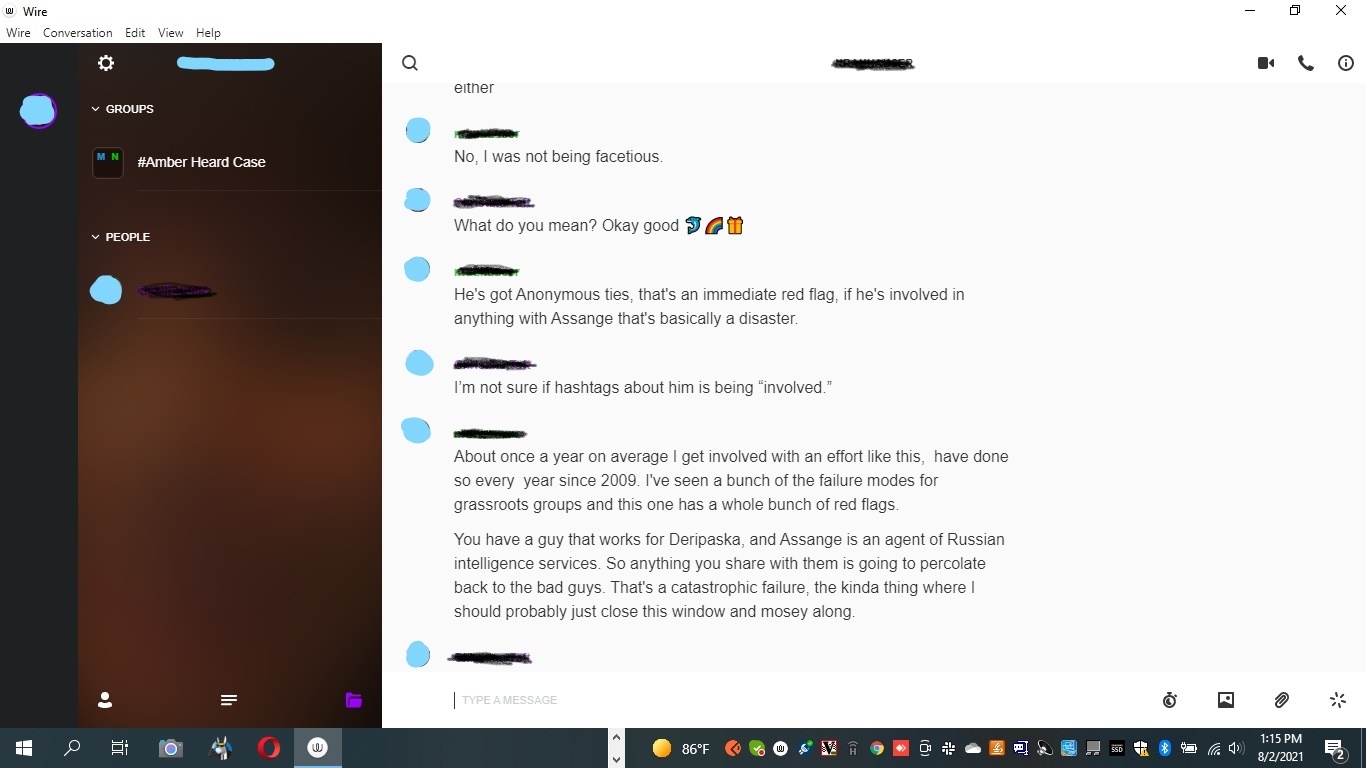 Wire
Wire Conversation Edit View Help
GROUPS
M N
#Amber Heard Case
PEOPLE
either
No, I was not being facetious.
What do you mean? Okay good 🐬🌈🎁
He's got Anonymous ties, that's an immediate red flag, if he's involved in
anything with Assange that's basically a disaster.
I'm not sure if hashtags about him is being “involved.”
About once a year on average I get involved with an effort like this,  have done
so every  year since 2009. I've seen a bunch of the failure modes for
grassroots groups and this one has a whole bunch of red flags.
You have a guy that works for Deripaska, and Assange is an agent of Russian
intelligence services. So anything you share with them is going to percolate
back to the bad guys. That's a catastrophic failure, the kinda thing where I
should probably just close this window and mosey along.
TYPE A MESSAGE
86°F
SSD
1:15 PM
8/2/2021
2